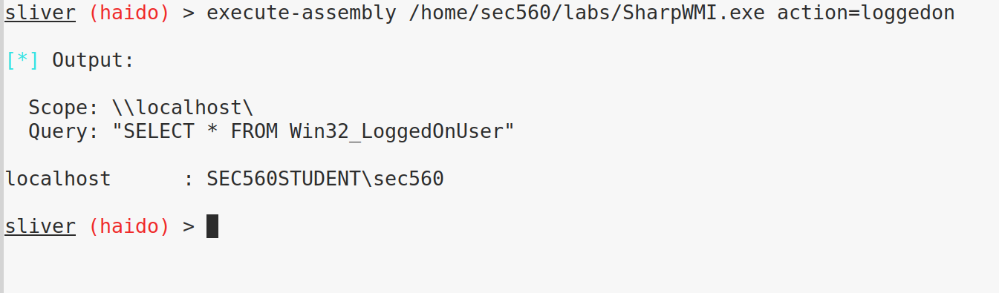 sliver (haido) > execute-assembly /home/sec560/labs/SharpWMI.exe action=loggedon
[*] Output:
Scope: \\localhost\
Query: "SELECT * FROM Win32_LoggedOnUser"
localhost      : SEC560STUDENT\sec560
sliver (haido) >